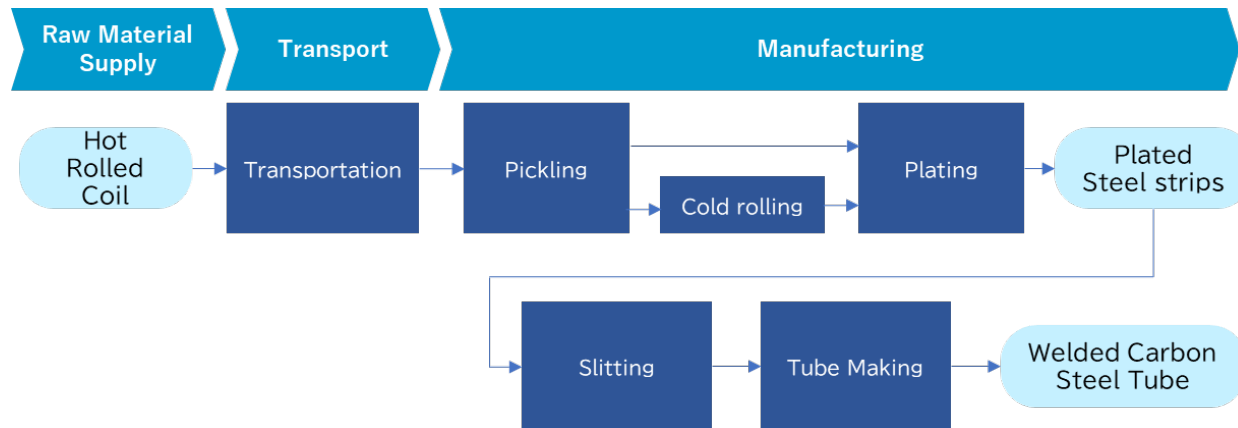 Raw Material
Supply
Transport
Manufacturing
Hot
Rolled
Coil
Transportation
Pickling
Cold rolling
Plating
Plated
Steel strips
Slitting
Tube Making
Welded Carbon
Steel Tube